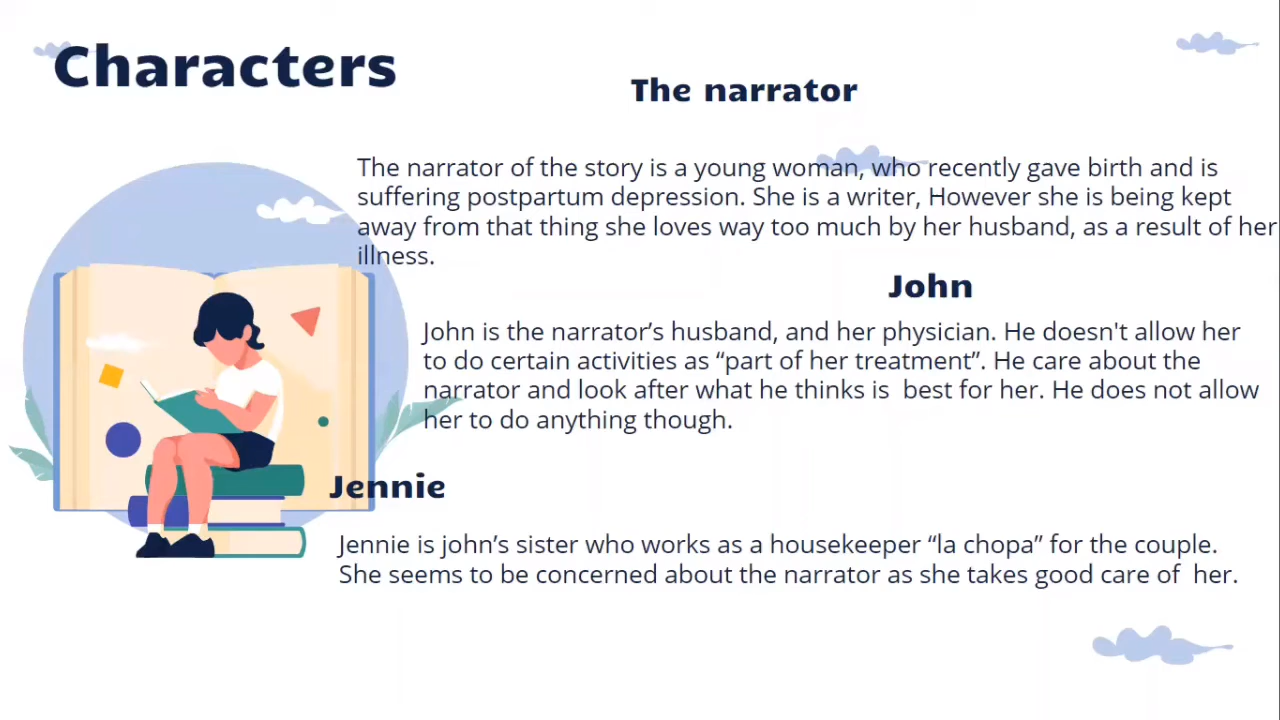 Characters
The narrator
The narrator of the story is a young woman, who recently gave birth and is
suffering postpartum depression. She is a writer, However she is being kept
away from that thing she loves way too much by her husband, as a result of her
illness.
John
John is the narrator’s husband, and her physician. He doesn't allow her
to do certain activities as “part of her treatment”. He care about the
narrator and look after what he thinks is  best for her. He does not allow
her to do anything though.
Jennie
Jennie is john’s sister who works as a housekeeper “la chopa” for the couple.
She seems to be concerned about the narrator as she takes good care of  her.